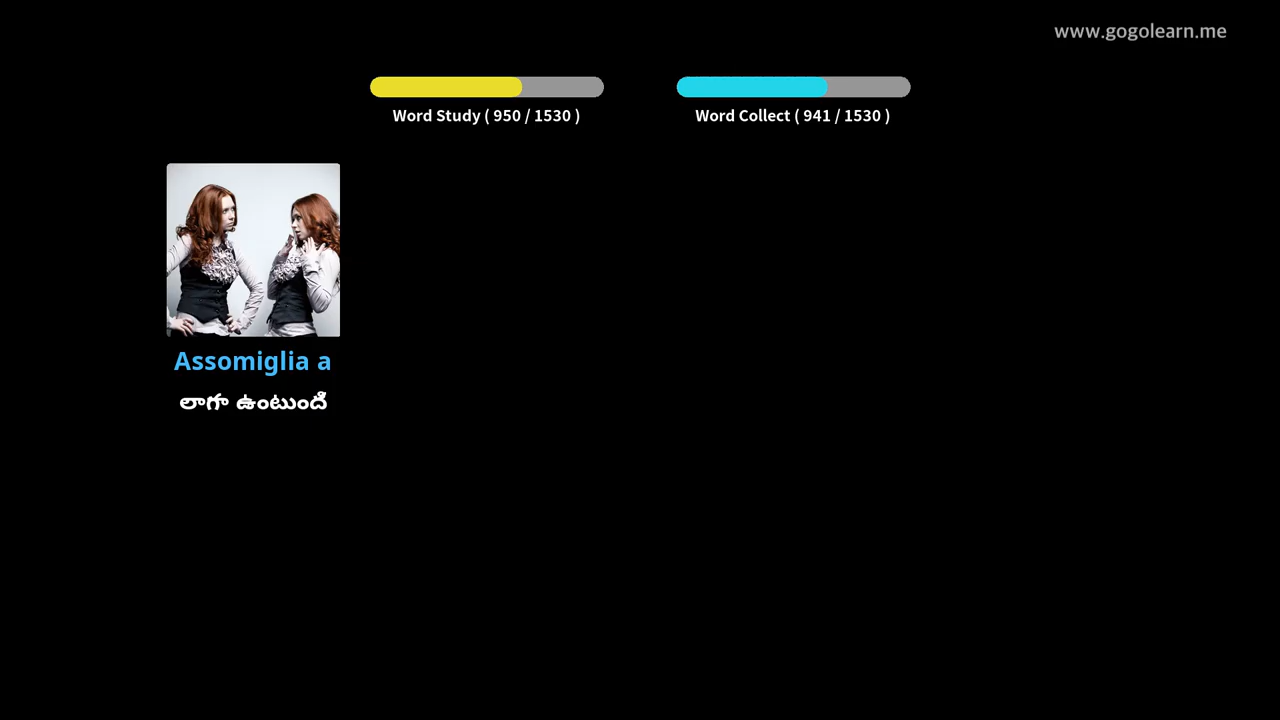 www.gogolearn.me
Word Study ( 950 / 1530 )
Word Collect ( 941 / 1530 )
Assomiglia a
లాగా ఉంటుంది